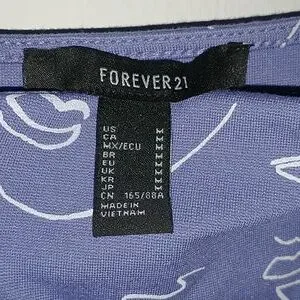 FOREVER 21
US M
CA M
MX/ECU M
BR M
EU M
UK M
KR M
JP M
CN 165/88A
MADE IN
VIETNAM